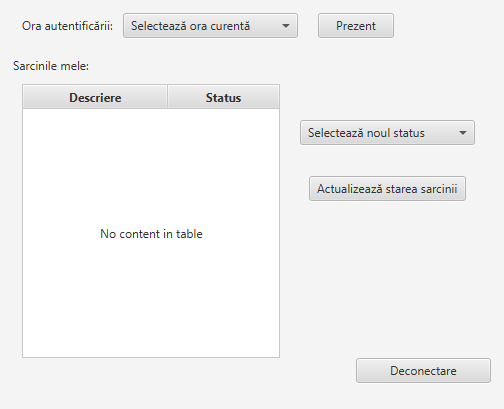 Ora autentificării: Selectează ora curentă Prezent
Sarcinile mele:
Descriere Status
Selectează noul status
Actualizează starea sarcinii
No content in table
Deconectare